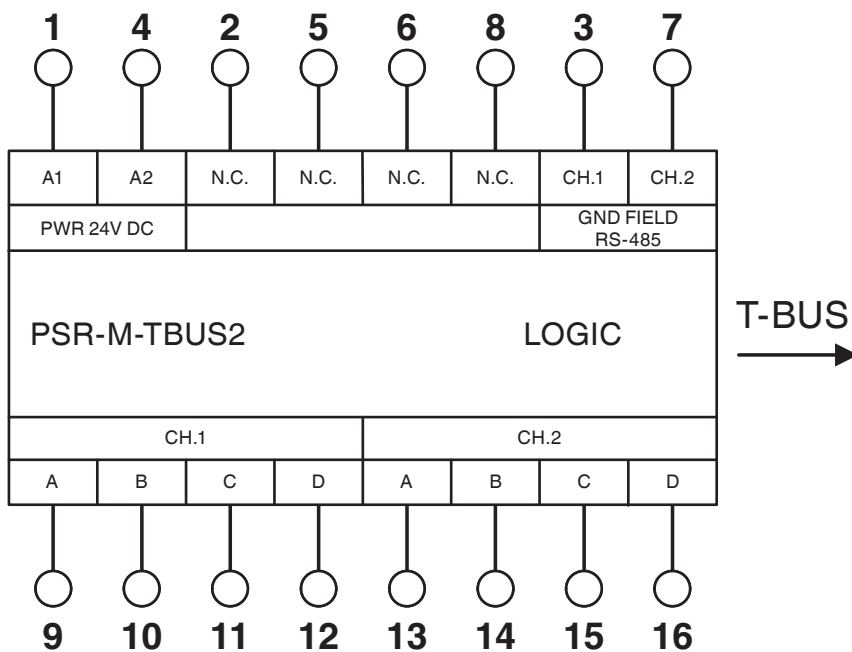 1 4 2 5 6 8 3 7
A1 A2 N.C. N.C. N.C. N.C. CH.1 CH.2
PWR 24V DC GND FIELD
RS-485
PSR-M-TBUS2 LOGIC T-BUS
CH.1 CH.2
A B C D A B C D
9 10 11 12 13 14 15 16